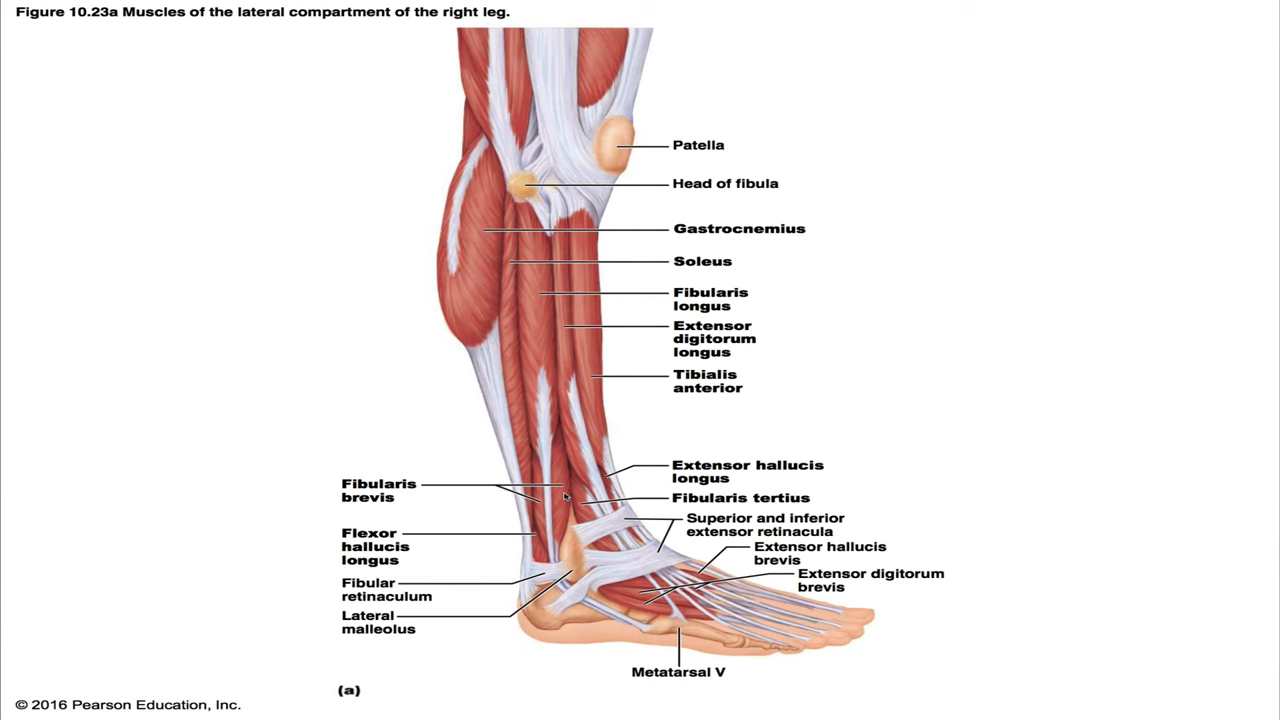 Figure 10.23a Muscles of the lateral compartment of the right leg.
Patella
Head of fibula
Gastrocnemius
Soleus
Fibularis
longus
Extensor
digitorum
longus
Tibialis
anterior
Extensor hallucis
longus
Fibularis tertius
Superior and inferior
extensor retinacula
Extensor hallucis
brevis
Extensor digitorum
brevis
Fibularis
brevis
Flexor
hallucis
longus
Fibular
retinaculum
Lateral
malleolus
Metatarsal V
(a)
© 2016 Pearson Education, Inc.